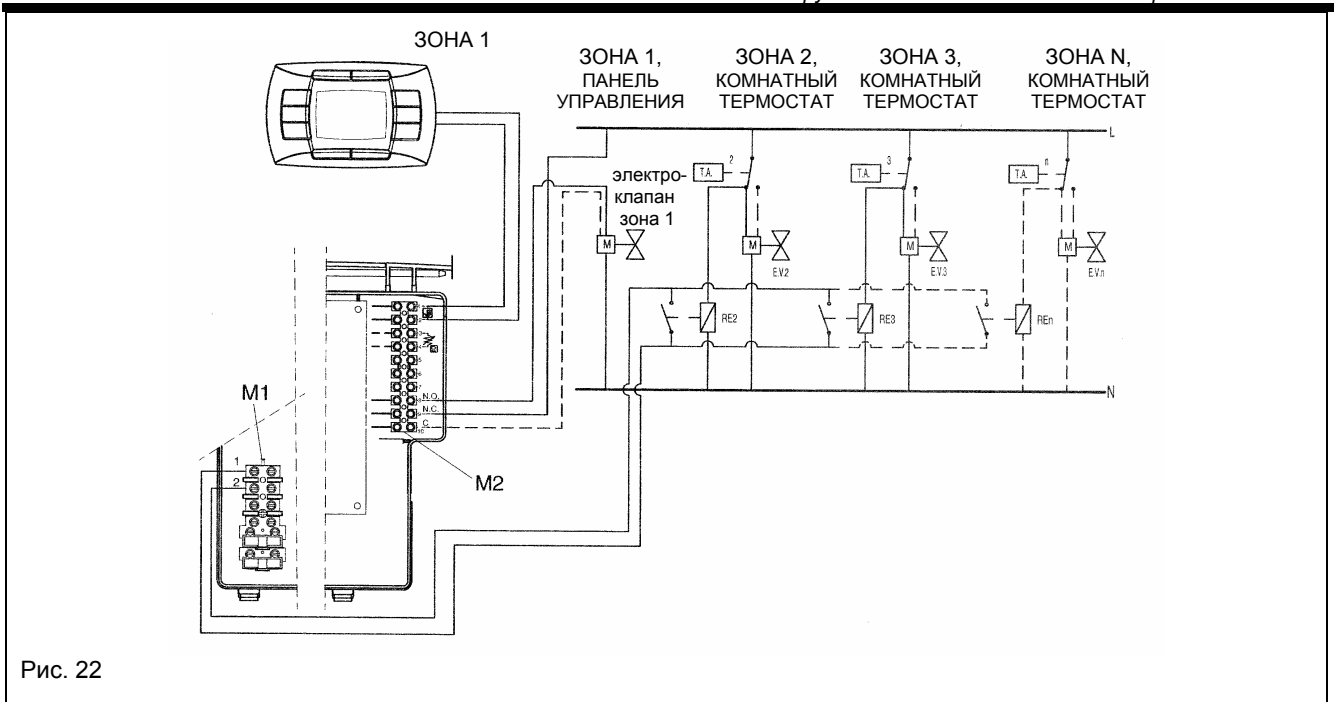 ЗОНА 1
ЗОНА 1,
ПАНЕЛЬ
УПРАВЛЕНИЯ
ЗОНА 2,
КОМНАТНЫЙ
ТЕРМОСТАТ
ЗОНА 3,
КОМНАТНЫЙ
ТЕРМОСТАТ
ЗОНА N,
КОМНАТНЫЙ
ТЕРМОСТАТ
L
2
T.A.
3
T.A.
n
T.A.
электро-
клапан
зона 1
M
M
M
M
E.V.2
E.V.3
E.V.n
RE2
RE3
REn
N
N.O.
N.C.
C
10
M1
1
2
M2
Рис. 22